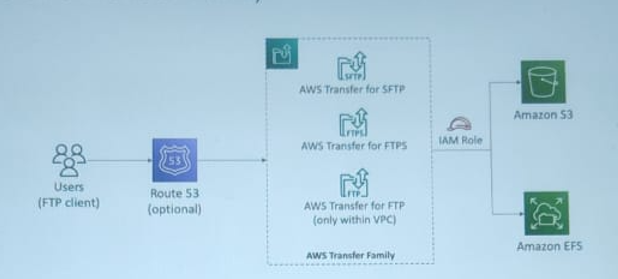 SFTP
AWS Transfer for SFTP
FTPS
AWS Transfer for FTPS
FTP
AWS Transfer for FTP
(only within VPC)
AWS Transfer Family
Users
(FTP client)
53
Route 53
(optional)
IAM Role
Amazon S3
Amazon EFS